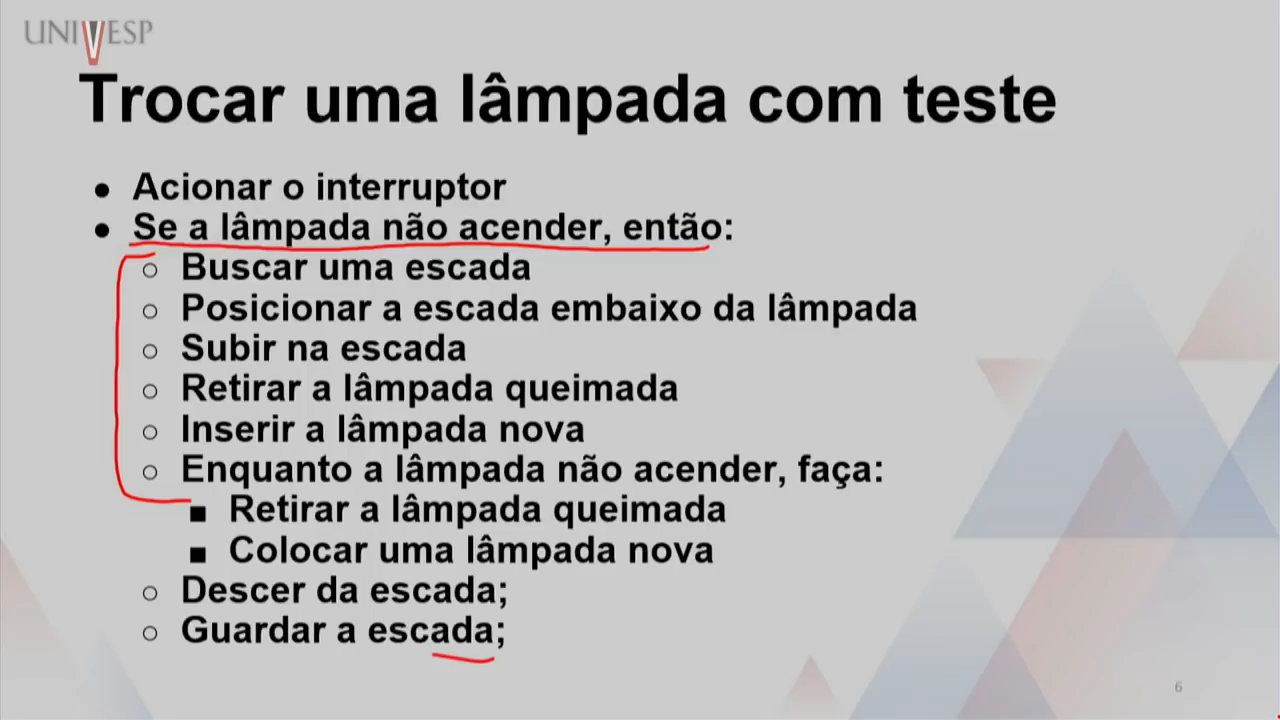 UNIVESP
Trocar uma lâmpada com teste
● Acionar o interruptor
● Se a lâmpada não acender, então:
○ Buscar uma escada
○ Posicionar a escada embaixo da lâmpada
○ Subir na escada
○ Retirar a lâmpada queimada
○ Inserir a lâmpada nova
○ Enquanto a lâmpada não acender, faça:
■ Retirar a lâmpada queimada
■ Colocar uma lâmpada nova
○ Descer da escada;
○ Guardar a escada;
6